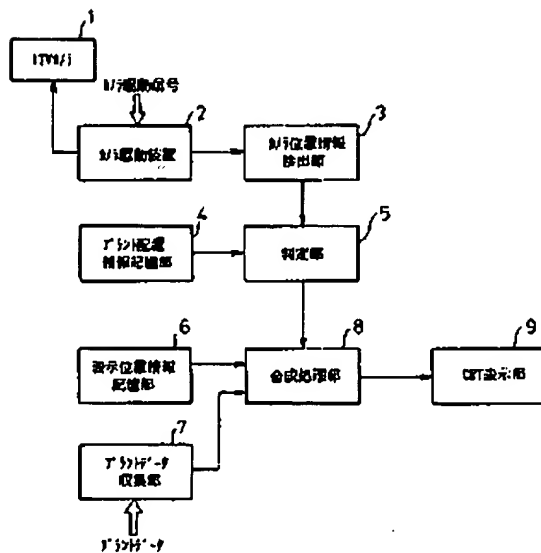 1
ITVカメラ
カメラ駆動信号
2
カメラ駆動装置
3
カメラ位置情報
検出部
4
プラント配置
情報記憶部
5
判定部
6
表示位置情報
記憶部
7
プラントデータ
収集部
プラントデータ
8
合成処理部
9
CRT表示部